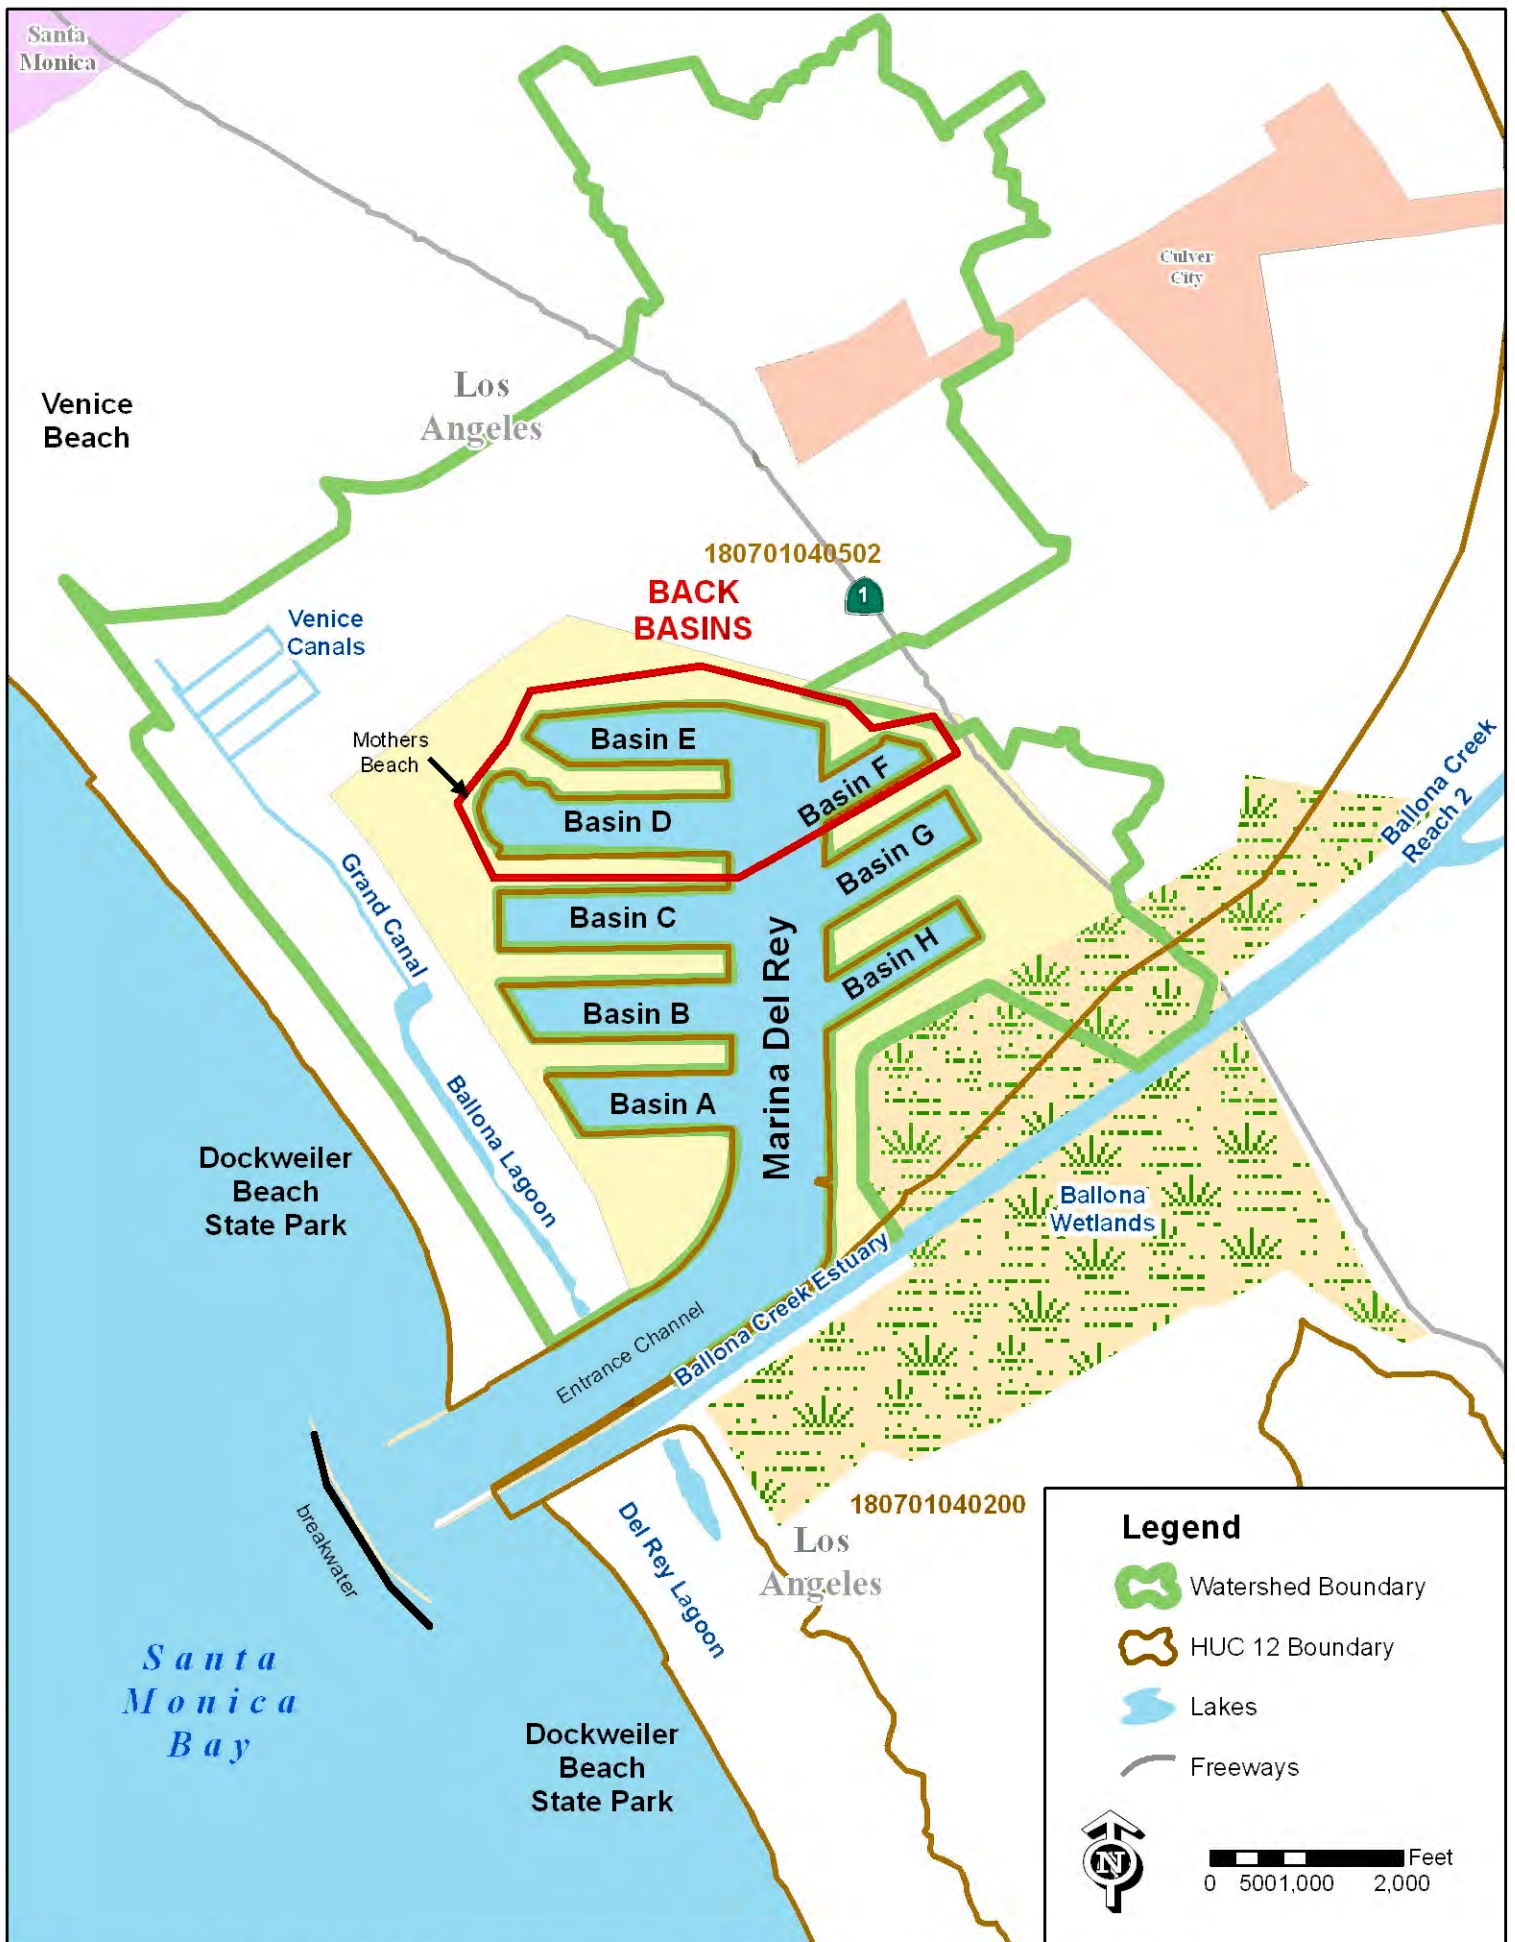 Santa
Monica
Culver
City
Venice
Beach
Los
Angeles
180701040502
BACK
BASINS
1
Venice
Canals
Mothers
Beach
Basin E
Basin F
Basin D
Basin G
Ballona Creek
Reach 2
Grand Canal
Basin C
Basin H
Basin B
Marina Del Rey
Basin A
Ballona Lagoon
Dockweiler
Beach
State Park
Ballona
Wetlands
Entrance Channel
Ballona Creek Estuary
breakwater
Del Rey Lagoon
180701040200
Los
Angeles
Santa
Monica
Bay
Dockweiler
Beach
State Park
Legend
Watershed Boundary
HUC 12 Boundary
Lakes
Freeways
N
Feet
0 500 1,000 2,000